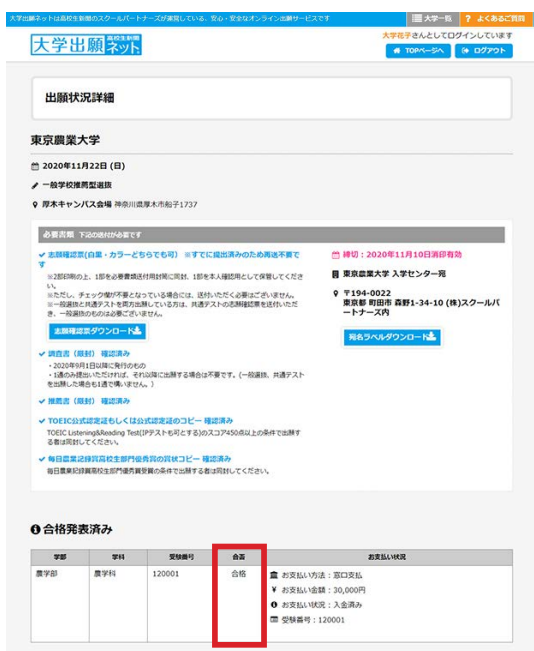 大学出願ネットは高校生新聞のスクールパートナーズが運営している、安心・安全なオンライン出願サービスです
大学一覧
? よくあるご質問
大学出願ネット
高校生新聞
大学花子さんとしてログインしています
TOPページへ
ログアウト
出願状況詳細
東京農業大学
2020年11月22日 (日)
一般学校推薦型選抜
厚木キャンパス会場 神奈川県厚木市船子1737
必要書類 下記の送付が必要です
志願確認票(白黒・カラーどちらでも可) ※すでに提出済みのため再送不要で
す
※2部印刷の上、1部を必要書類送付用封筒に同封、1部を本人確認用として保管してくださ
い。
※ただし、チェック欄が不要となっている場合には、送付いただく必要はございません。
※一般選抜と共通テストを両方出願している方は、共通テストの志願確認票を送付いただ
き、一般選抜のものは必要ございません。
志願確認票ダウンロード
調査書（厳封） 確認済み
・2020年9月1日以降に発行のもの
・1通のみ提出いただければ、それ以降に出願する場合は不要です。(一般選抜、共通テスト
を出願した場合も1通で構いません。)
推薦書（厳封） 確認済み
TOEIC公式認定証もしくは公式認定証のコピー 確認済み
TOEIC Listening&Reading Test(IPテストも可とする)のスコア450点以上の条件で出願す
る者は同封してください。
毎日農業記録賞高校生部門優秀賞の賞状コピー 確認済み
毎日農業記録賞高校生部門優秀賞受賞の条件で出願する者は同封してください。
締切：2020年11月10日消印有効
東京農業大学 入学センター宛
〒194-0022
東京都 町田市 森野1-34-10 (株)スクールパ
ートナーズ内
宛名ラベルダウンロード
合格発表済み
学部 学科 受験番号 合否 お支払い状況
農学部 農学科 120001 合格 お支払い方法：窓口支払
¥ お支払い金額：30,000円
お支払い状況：入金済み
受験番号：120001